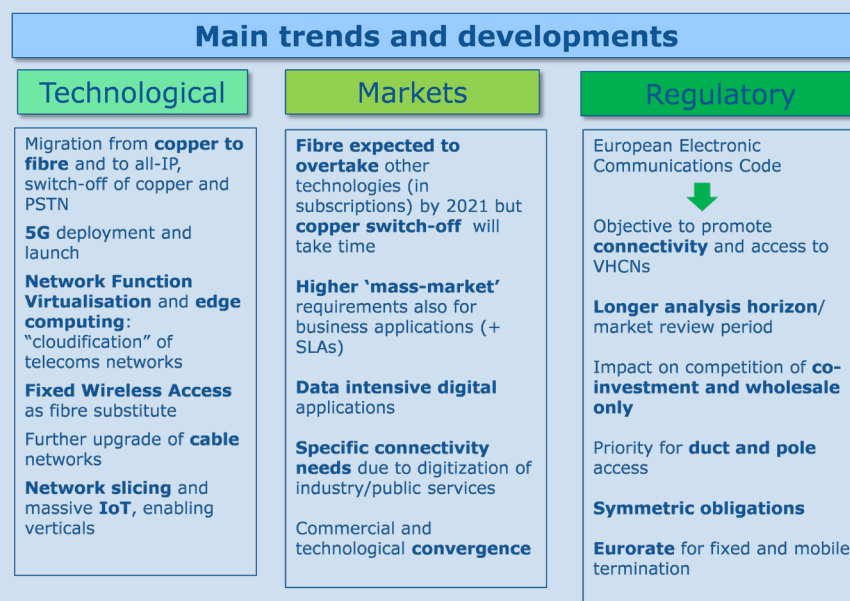 Main trends and developments
Technological
Migration from copper to
fibre and to all-IP,
switch-off of copper and
PSTN
5G deployment and
launch
Network Function
Virtualisation and edge
computing:
“cloudification” of
telecoms networks
Fixed Wireless Access
as fibre substitute
Further upgrade of cable
networks
Network slicing and
massive IoT, enabling
verticals
Markets
Fibre expected to
overtake other
technologies (in
subscriptions) by 2021 but
copper switch-off will
take time
Higher ‘mass-market’
requirements also for
business applications (+
SLAs)
Data intensive digital
applications
Specific connectivity
needs due to digitization of
industry/public services
Commercial and
technological convergence
Regulatory
European Electronic
Communications Code
Objective to promote
connectivity and access to
VHCNs
Longer analysis horizon/
market review period
Impact on competition of co-
investment and wholesale
only
Priority for duct and pole
access
Symmetric obligations
Eurorate for fixed and mobile
termination